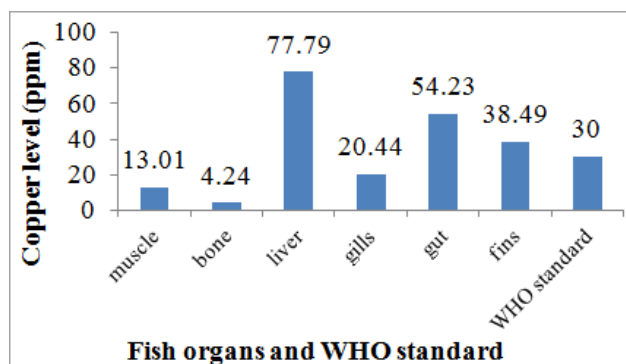 Copper level (ppm)
100
80
60
40
20
0
13.01
4.24
77.79
20.44
54.23
38.49
30
muscle
bone
liver
gills
gut
fins
WHO standard
Fish organs and WHO standard